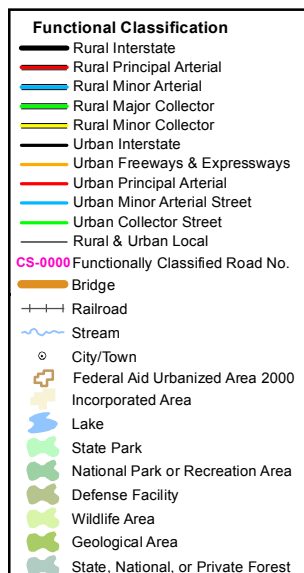 Functional Classification
Rural Interstate
Rural Principal Arterial
Rural Minor Arterial
Rural Major Collector
Rural Minor Collector
Urban Interstate
Urban Freeways & Expressways
Urban Principal Arterial
Urban Minor Arterial Street
Urban Collector Street
Rural & Urban Local
CS-0000 Functionally Classified Road No.
Bridge
Railroad
Stream
City/Town
Federal Aid Urbanized Area 2000
Incorporated Area
Lake
State Park
National Park or Recreation Area
Defense Facility
Wildlife Area
Geological Area
State, National, or Private Forest